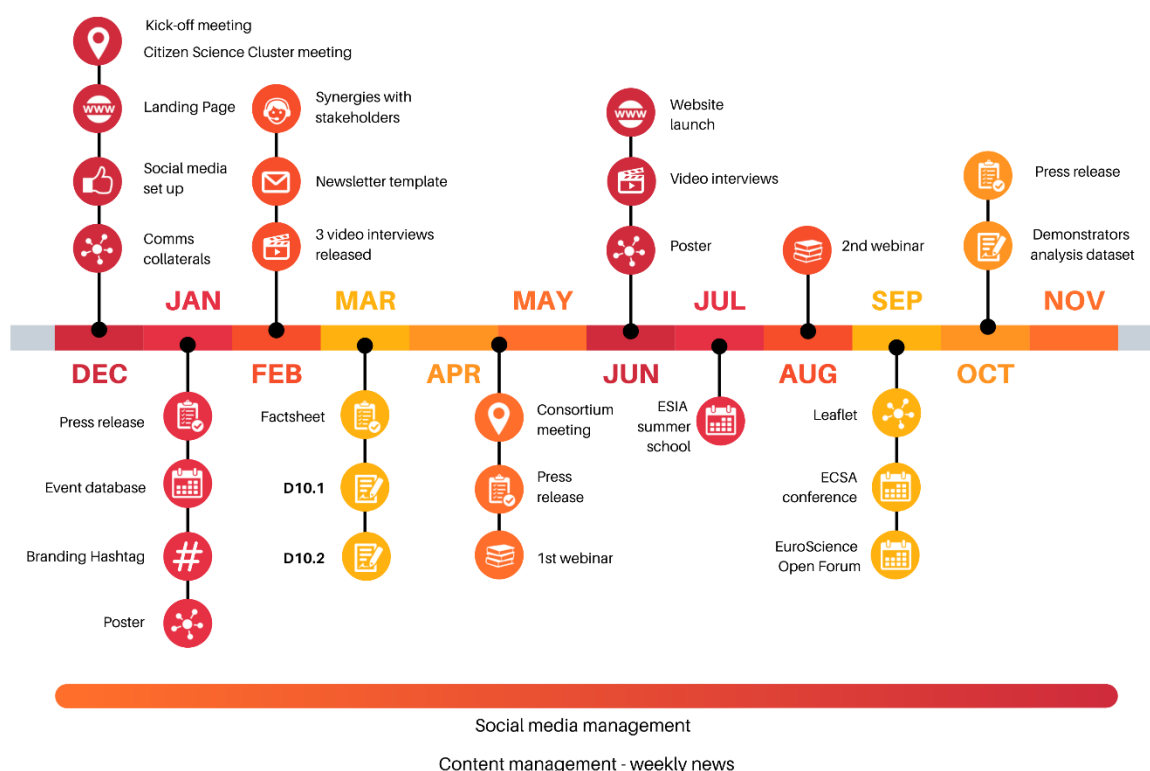 Kick-off meeting
Citizen Science Cluster meeting
www
Landing Page
Social media
set up
Comms
collaterals
Synergies with
stakeholders
Newsletter template
3 video interviews
released
www
Website
launch
Video interviews
Poster
2nd webinar
Press release
Demonstrators
analysis dataset
JAN
MAR
MAY
JUL
SEP
NOV
DEC
FEB
APR
JUN
AUG
OCT
Press release
Event database
Branding Hashtag
#
Poster
Factsheet
D10.1
D10.2
Consortium
meeting
Press
release
1st webinar
ESIA
summer
school
Leaflet
ECSA
conference
EuroScience
Open Forum
Social media management
Content management - weekly news